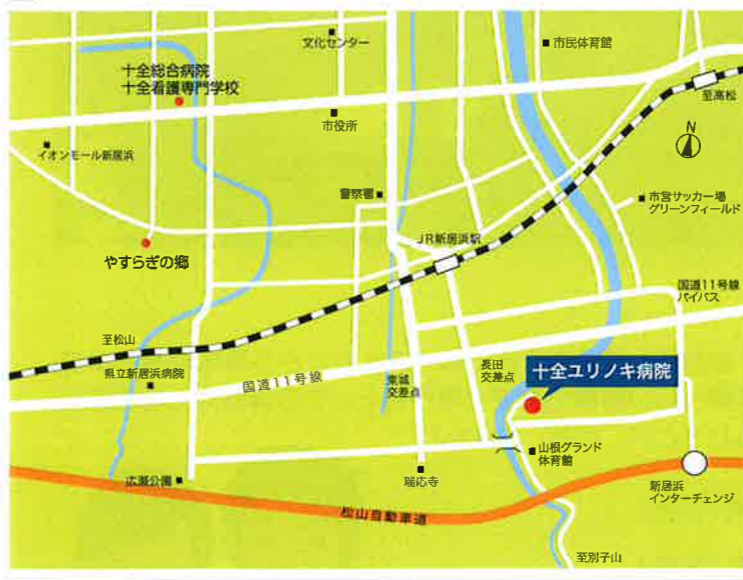 文化センター
市民体育館
十全総合病院
十全看護専門学校
至高松
市役所
N
イオンモール新居浜
警察署
市営サッカー場
グリーンフィールド
JR新居浜駅
やすらぎの郷
国道11号線
バイパス
至松山
県立新居浜病院
国道11号線
東城
交差点
長田
交差点
十全ユリノキ病院
山根グランド
体育館
広瀬公園
瑞応寺
新居浜
インターチェンジ
松山自動車道
至別子山